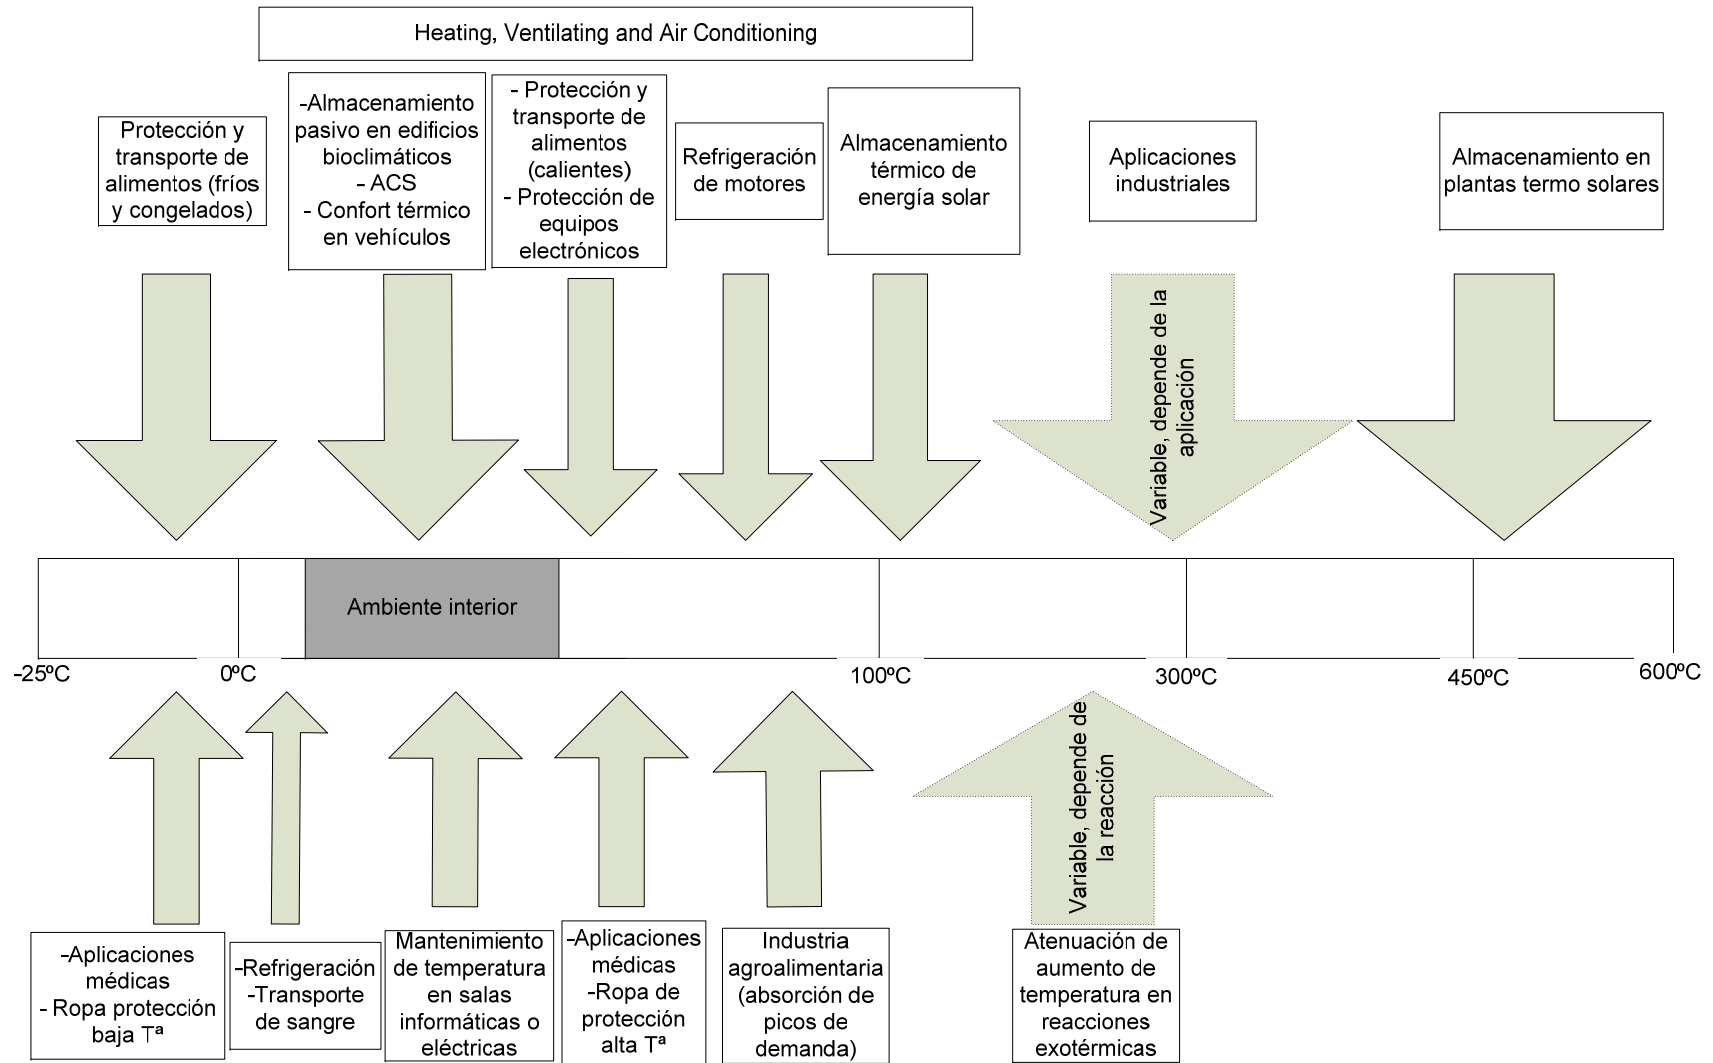 Heating, Ventilating and Air Conditioning
Protección y
transporte de
alimentos (fríos
y congelados)
-Almacenamiento
pasivo en edificios
bioclimáticos
- ACS
- Confort térmico
en vehículos
- Protección y
transporte de
alimentos
(calientes)
- Protección de
equipos
electrónicos
Refrigeración
de motores
Almacenamiento
térmico de
energía solar
Aplicaciones
industriales
Almacenamiento en
plantas termo solares
Variable, depende de la
aplicación
Ambiente interior
-25ºC
0ºC
100ºC
300ºC
450ºC
600ºC
Variable, depende de
la reacción
-Aplicaciones
médicas
- Ropa protección
baja Tª
-Refrigeración
-Transporte
de sangre
Mantenimiento
de temperatura
en salas
informáticas o
eléctricas
-Aplicaciones
médicas
-Ropa de
protección
alta Tª
Industria
agroalimentaria
(absorción de
picos de
demanda)
Atenuación de
aumento de
temperatura en
reacciones
exotérmicas